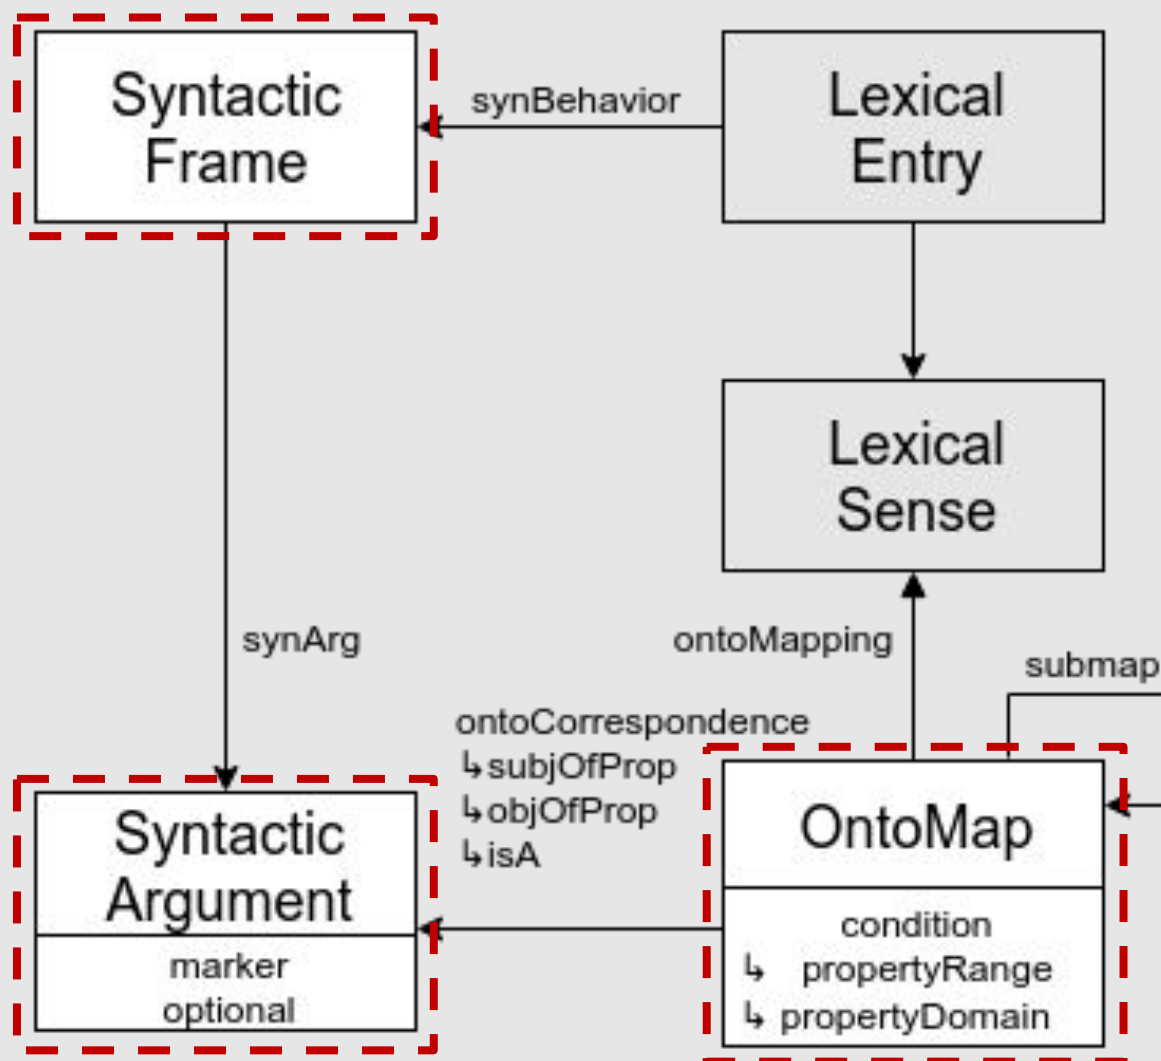 Syntactic
Frame
synBehavior
Lexical
Entry
Lexical
Sense
synArg
ontoMapping
submap
ontoCorrespondence
↳subjOfProp
↳objOfProp
↳isA
Syntactic
Argument
marker
optional
OntoMap
condition
↳ propertyRange
↳ propertyDomain